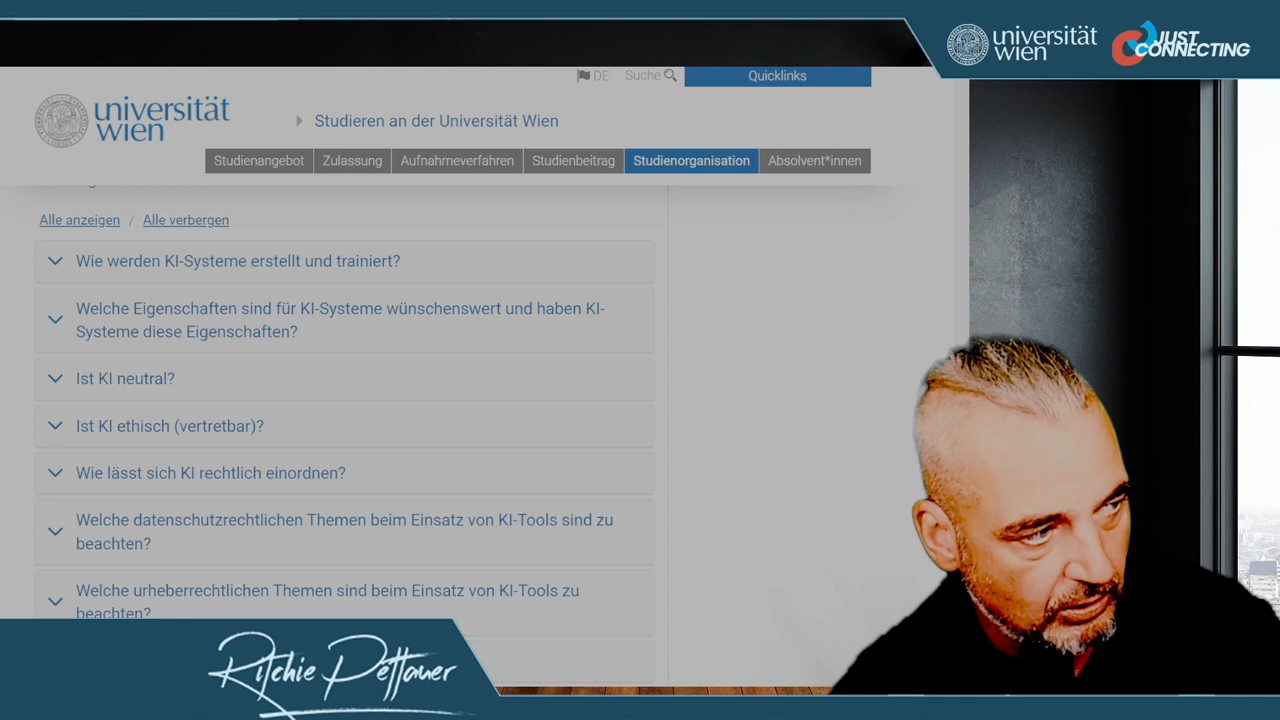 universität
wien
JUST
CONNECTING
DE
Suche
Quicklinks
universität
wien
Studieren an der Universität Wien
Studienangebot
Zulassung
Aufnahmeverfahren
Studienbeitrag
Studienorganisation
Absolvent*innen
Alle anzeigen / Alle verbergen
Wie werden KI-Systeme erstellt und trainiert?
Welche Eigenschaften sind für KI-Systeme wünschenswert und haben KI-
Systeme diese Eigenschaften?
Ist KI neutral?
Ist KI ethisch (vertretbar)?
Wie lässt sich KI rechtlich einordnen?
Welche datenschutzrechtlichen Themen beim Einsatz von KI-Tools sind zu
beachten?
Welche urheberrechtlichen Themen sind beim Einsatz von KI-Tools zu
beachten?
Ritchie Pettauer